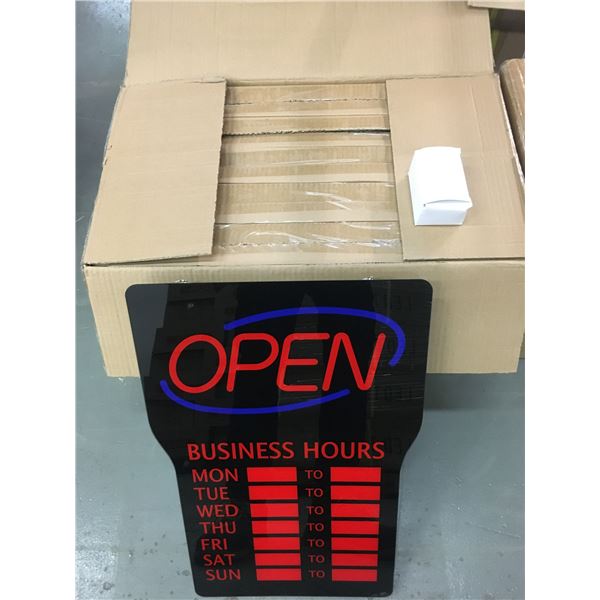 OPEN
BUSINESS HOURS
MON TO
TUE TO
WED TO
THU TO
FRI TO
SAT TO
SUN TO